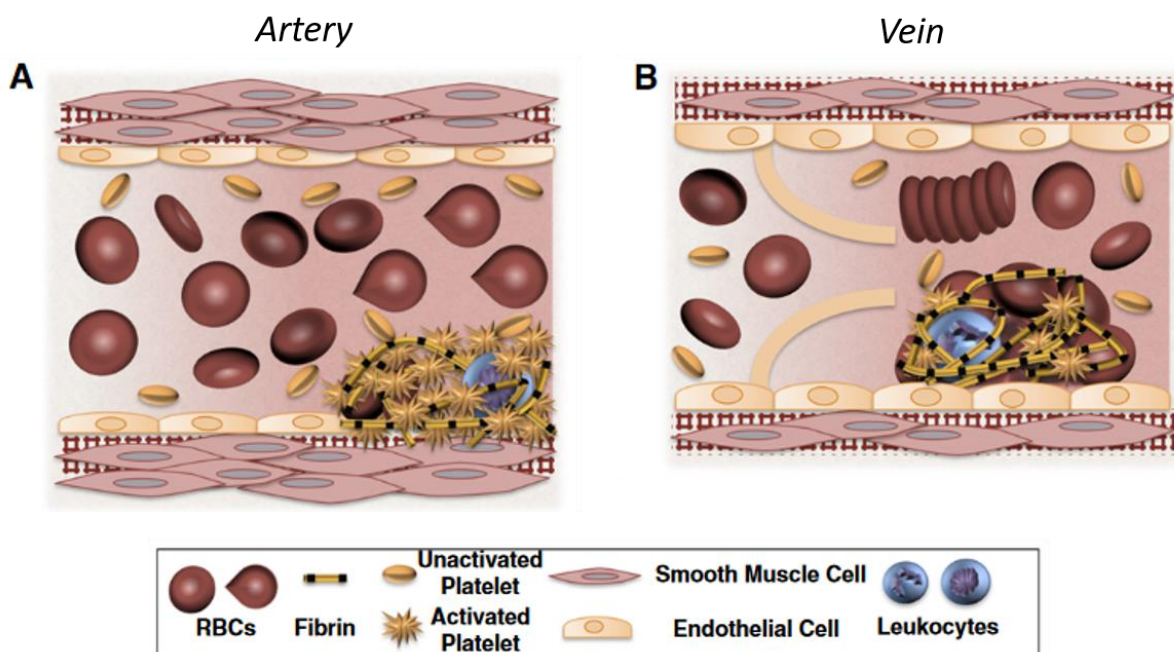 Artery
Vein
A
B
Unactivated
Platelet
Smooth Muscle Cell
RBCs
Fibrin
Activated
Platelet
Endothelial Cell
Leukocytes